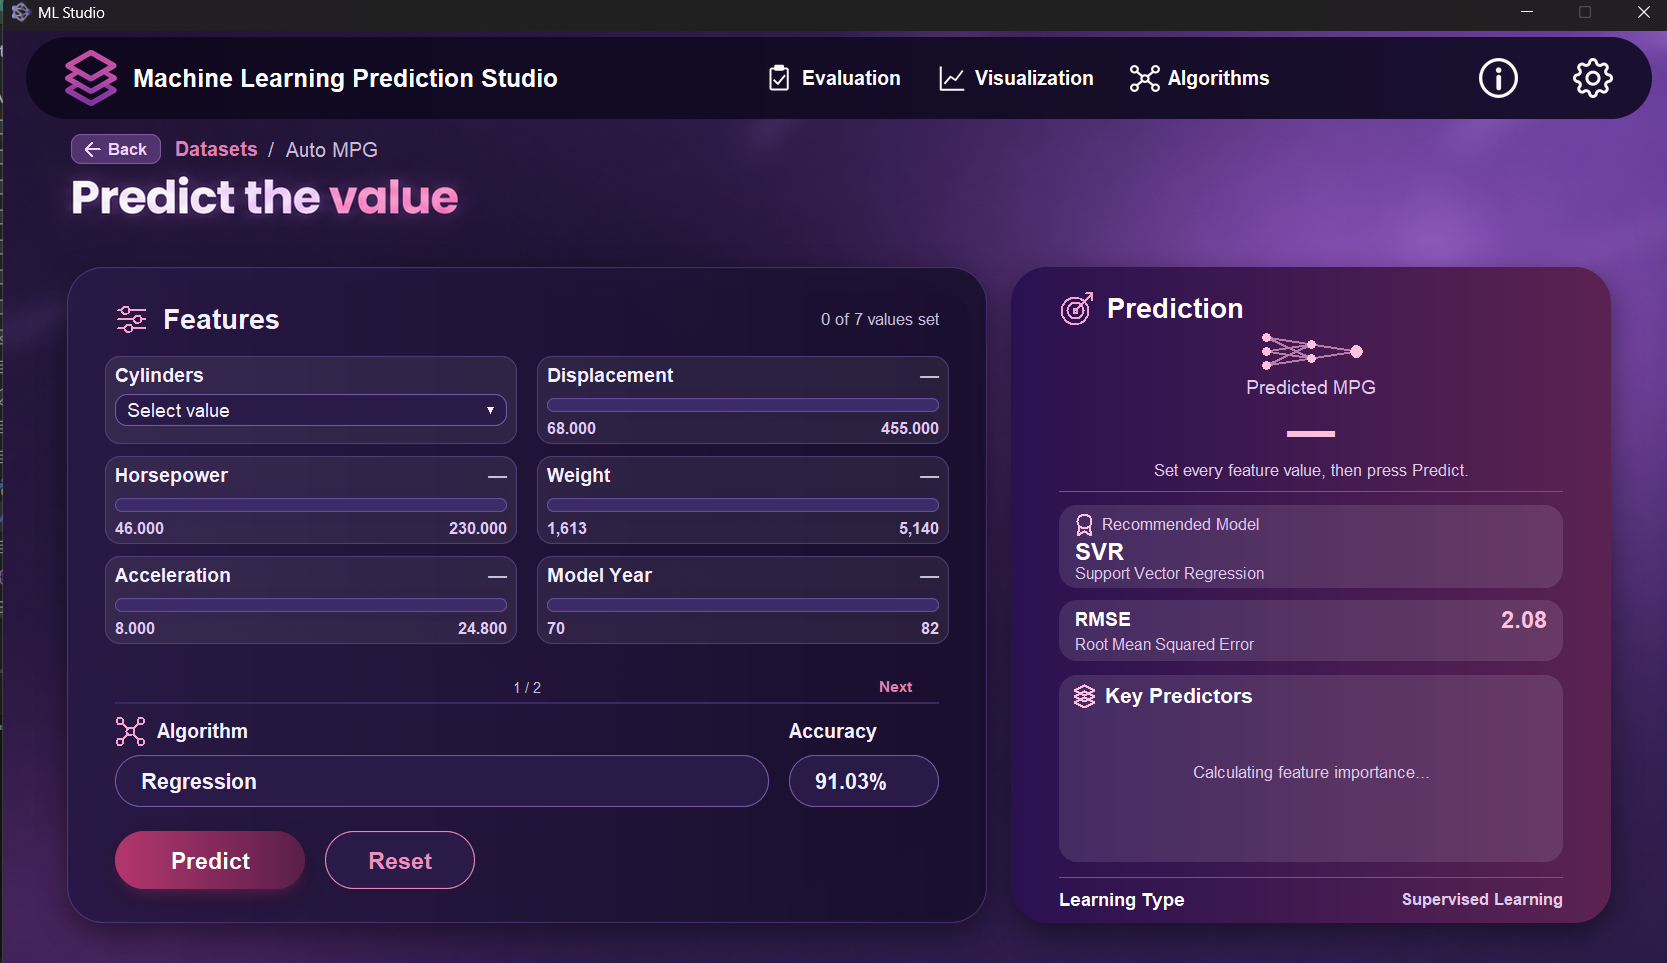 ML Studio
Machine Learning Prediction Studio
Evaluation
Visualization
Algorithms
Back
Datasets / Auto MPG
Predict the value
Features
0 of 7 values set
Cylinders
Select value
Displacement —
68.000 455.000
Horsepower —
46.000 230.000
Weight —
1,613 5,140
Acceleration —
8.000 24.800
Model Year —
70 82
1 / 2
Next
Algorithm
Regression
Accuracy
91.03%
Predict
Reset
Prediction
Predicted MPG
—
Set every feature value, then press Predict.
Recommended Model
SVR
Support Vector Regression
RMSE 2.08
Root Mean Squared Error
Key Predictors
Calculating feature importance...
Learning Type Supervised Learning